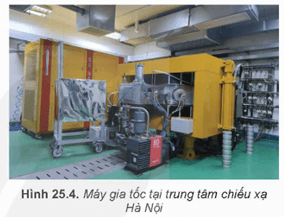 Hình 25.4. Máy gia tốc tại trung tâm chiếu xạ
Hà Nội